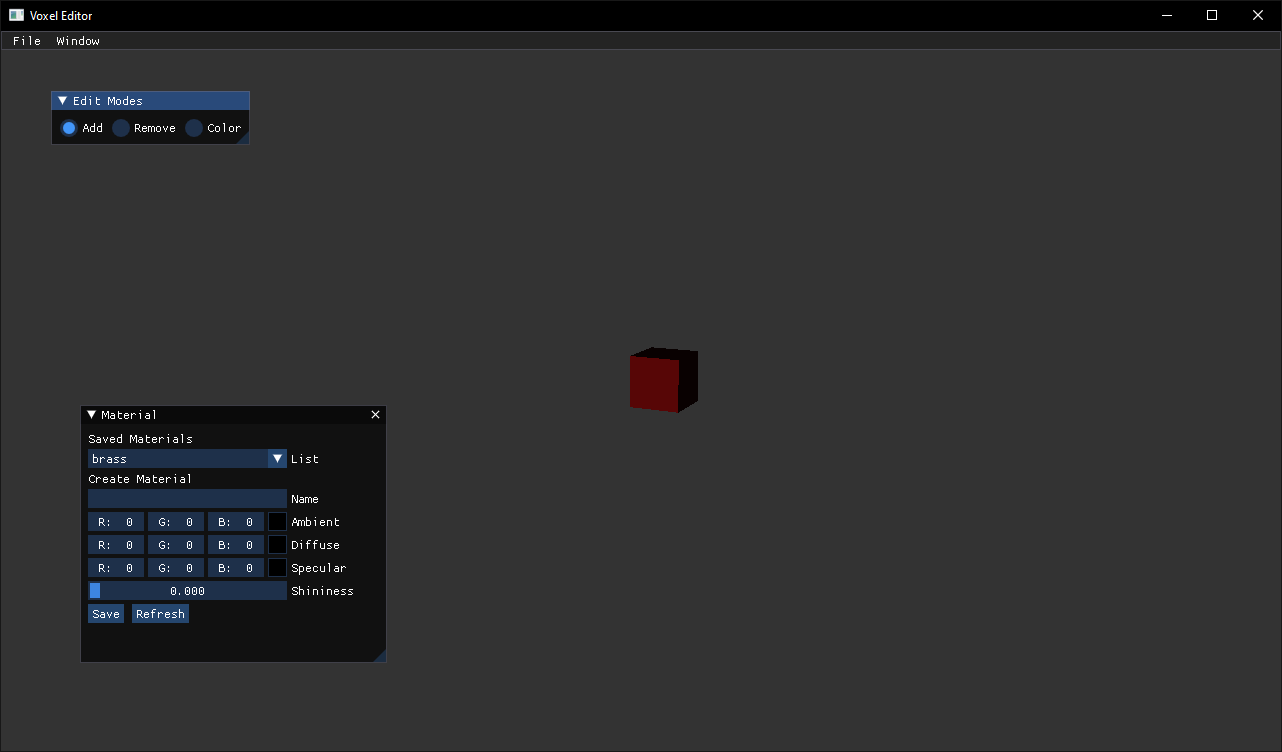 Voxel Editor
File Window
Edit Modes
Add Remove Color
Material
Saved Materials
brass List
Create Material
Name
R: 0 G: 0 B: 0 Ambient
R: 0 G: 0 B: 0 Diffuse
R: 0 G: 0 B: 0 Specular
0.000 Shininess
Save Refresh